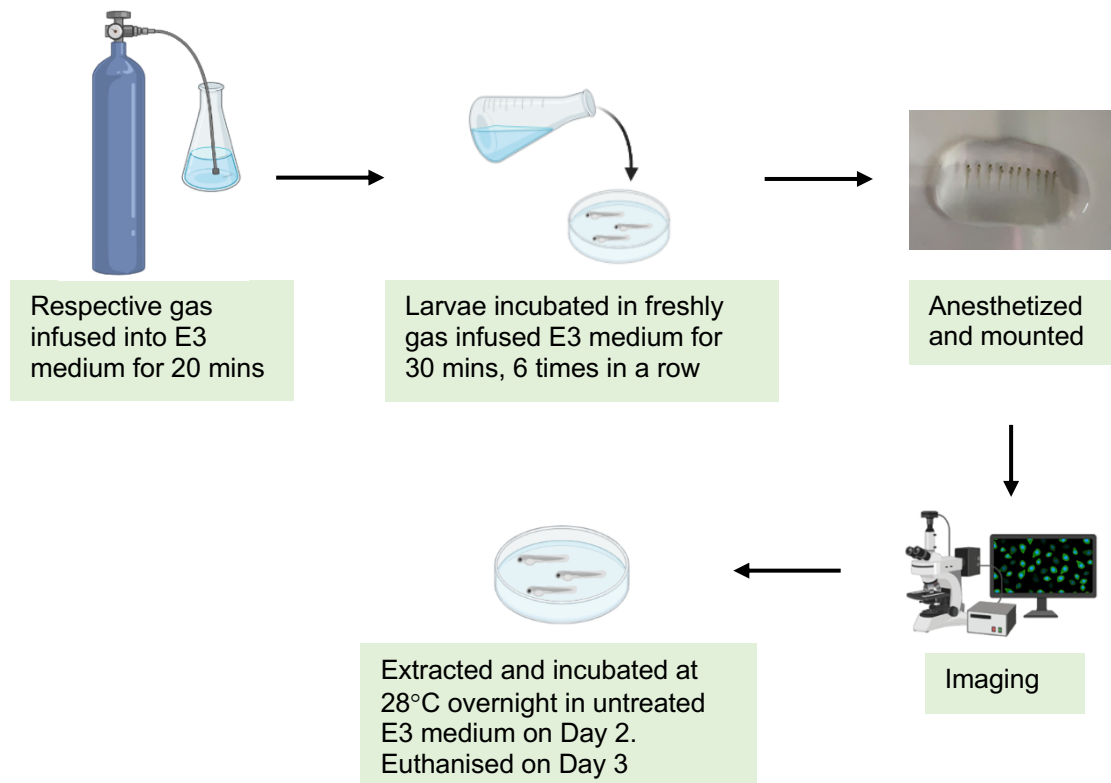 Respective gas
infused into E3
medium for 20 mins
Larvae incubated in freshly
gas infused E3 medium for
30 mins, 6 times in a row
Anesthetized
and mounted
Imaging
Extracted and incubated at
28°C overnight in untreated
E3 medium on Day 2.
Euthanised on Day 3